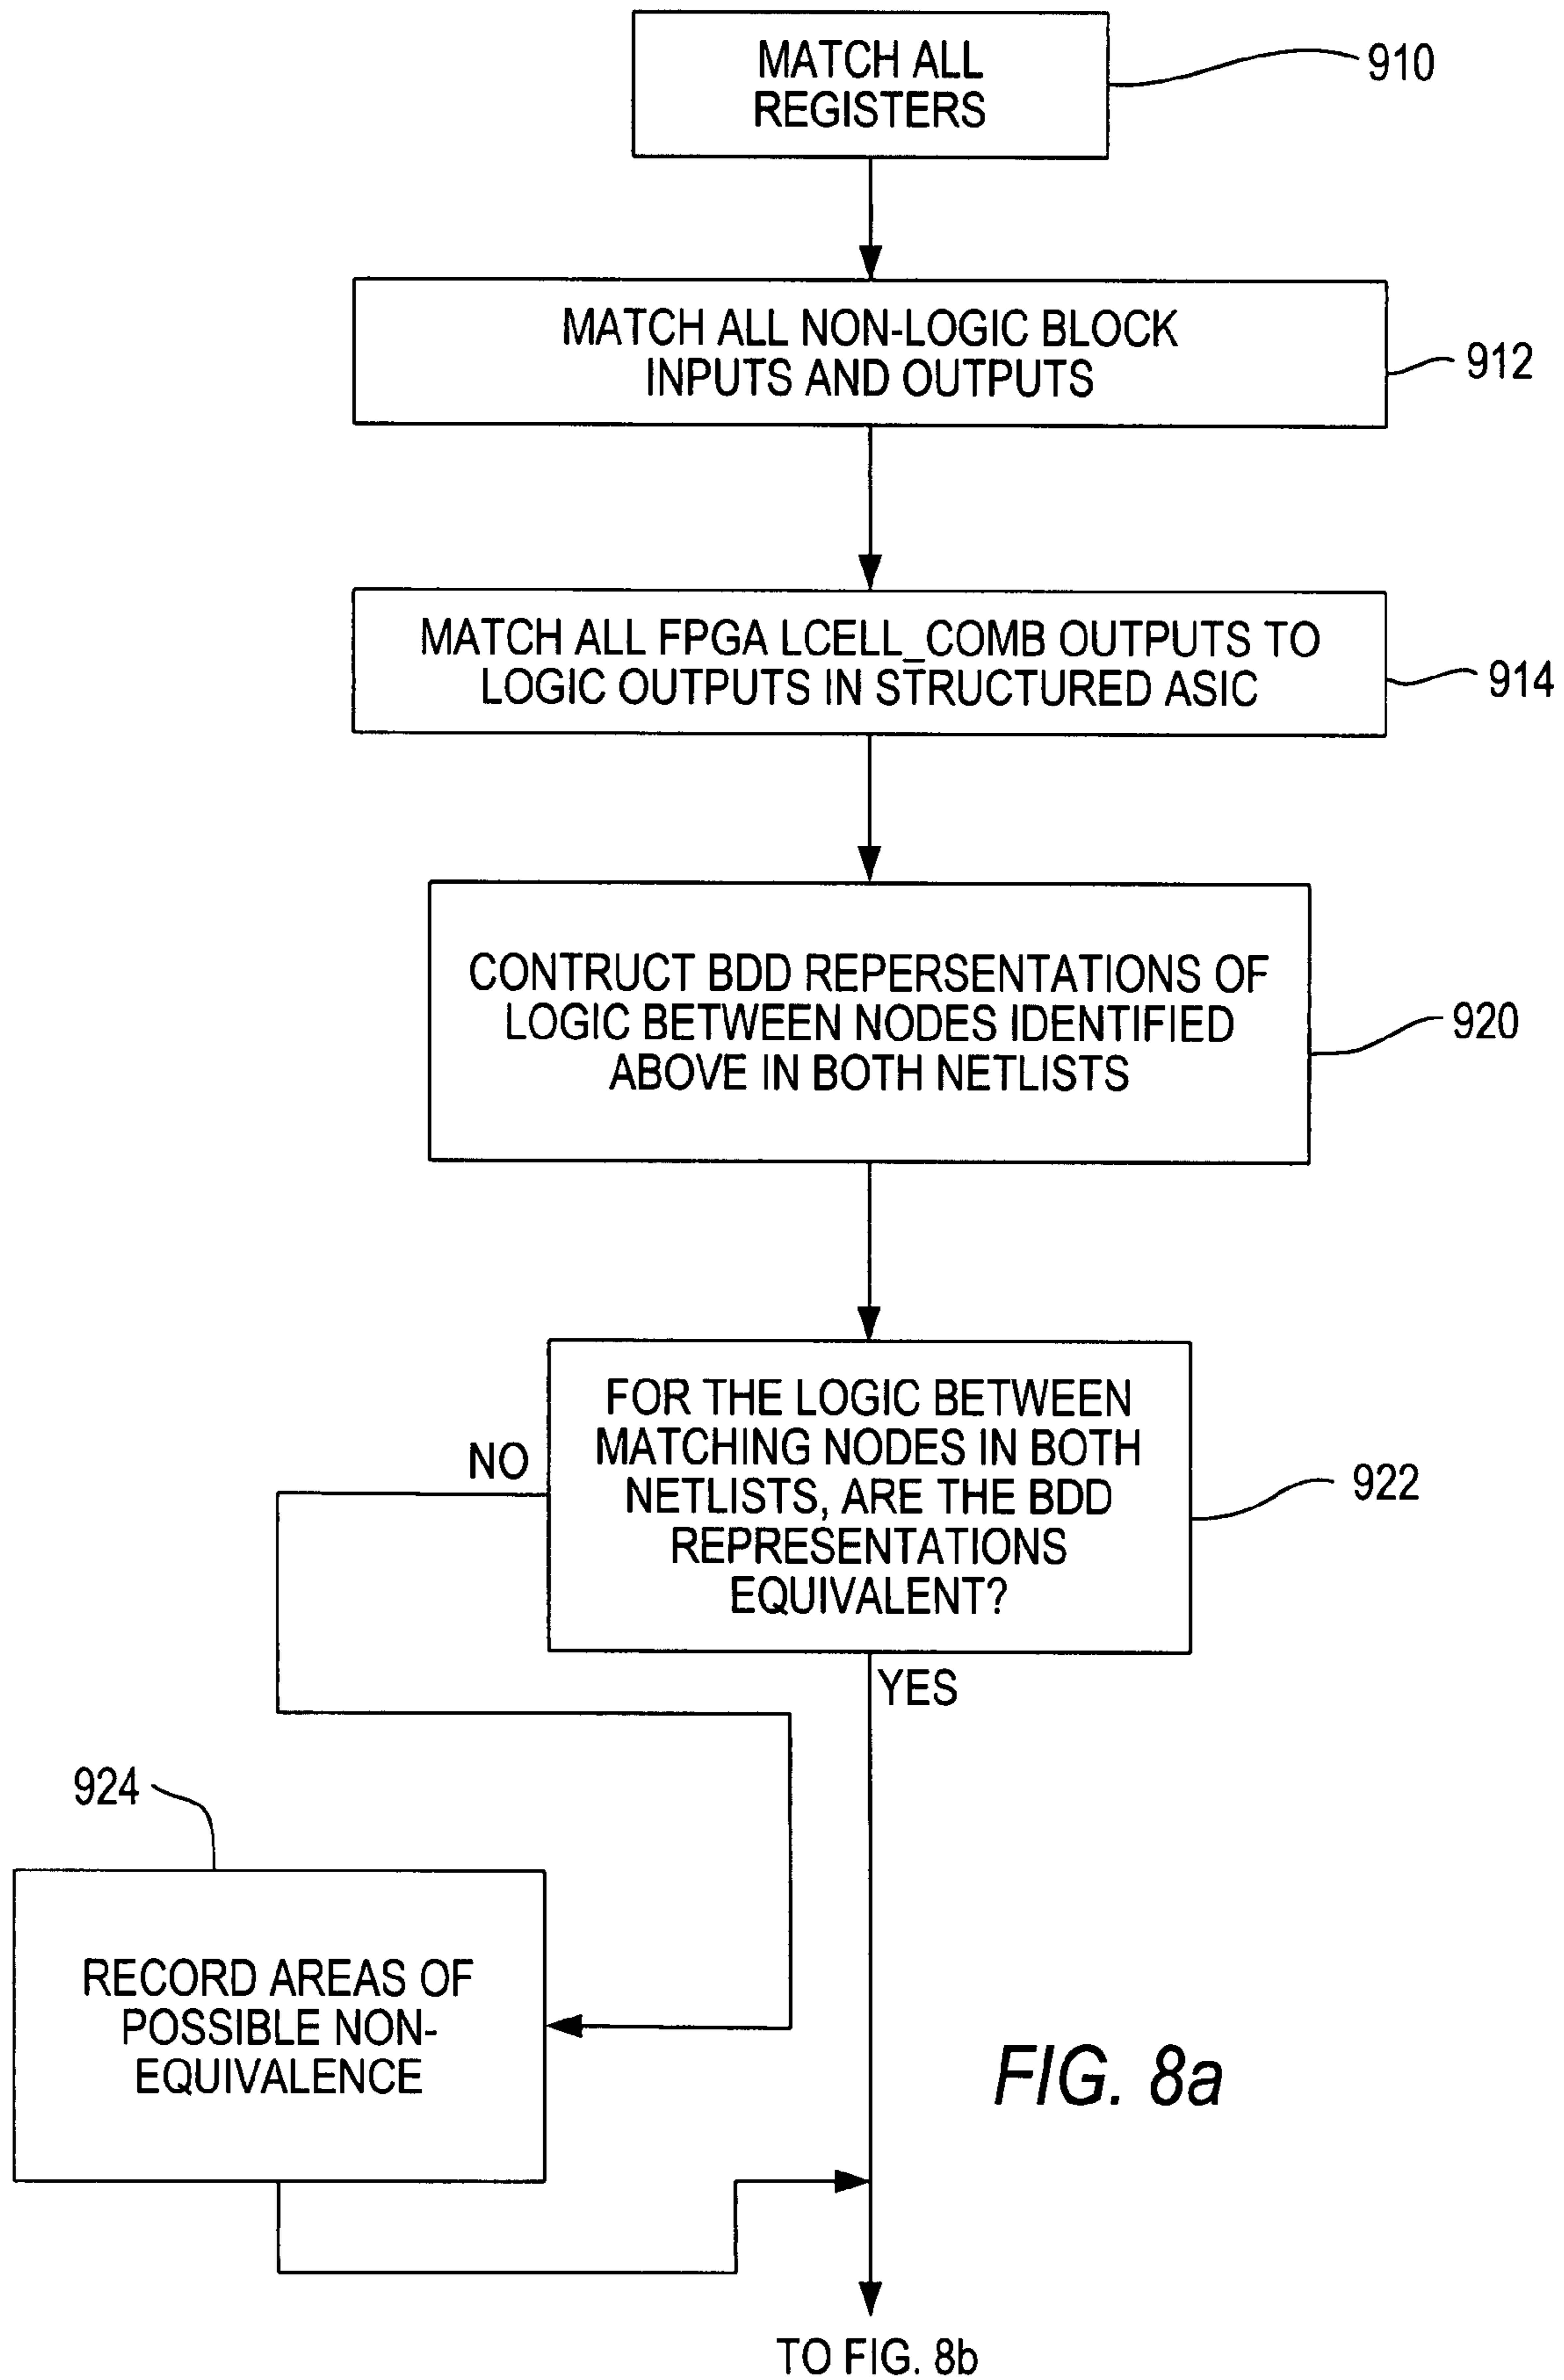 MATCH ALL
REGISTERS
910
MATCH ALL NON-LOGIC BLOCK
INPUTS AND OUTPUTS
912
MATCH ALL FPGA LCELL_COMB OUTPUTS TO
LOGIC OUTPUTS IN STRUCTURED ASIC
914
CONTRUCT BDD REPERSENTATIONS OF
LOGIC BETWEEN NODES IDENTIFIED
ABOVE IN BOTH NETLISTS
920
FOR THE LOGIC BETWEEN
MATCHING NODES IN BOTH
NETLISTS, ARE THE BDD
REPRESENTATIONS
EQUIVALENT?
922
NO
YES
924
RECORD AREAS OF
POSSIBLE NON-
EQUIVALENCE
FIG. 8a
TO FIG. 8b